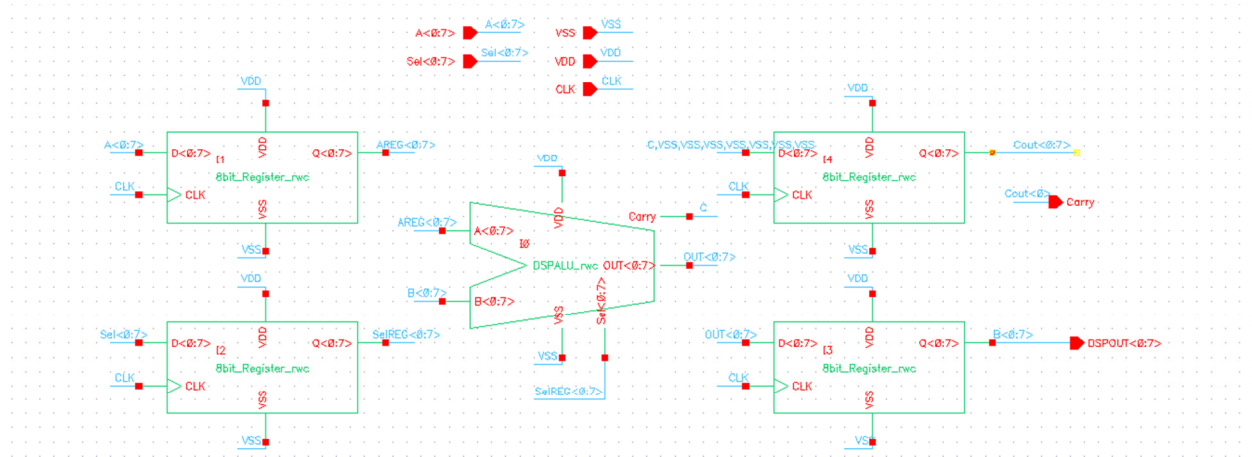 A<0:7> A<0:7> VSS VSS
Sel<0:7> Sel<0:7> VDD VDD
CLK CLK
VDD
A<0:7> D<0:7> I1 VDD Q<0:7> AREG<0:7>
8bit_Register_rwc
CLK CLK
VSS
VSS
VDD
Sel<0:7> D<0:7> I2 VDD Q<0:7> SelREG<0:7>
8bit_Register_rwc
CLK CLK
VSS
VSS
VDD
VDD Carry C
AREG<0:7> A<0:7>
I0
DSPALU_rwc OUT<0:7> OUT<0:7>
B<0:7> B<0:7>
VSS Sel<0:7>
VSS
SelREG<0:7>
VDD
C,VSS,VSS,VSS,VSS,VSS,VSS,VSS D<0:7> I4 VDD Q<0:7> Cout<0:7>
8bit_Register_rwc
CLK CLK
Cout<0> Carry
VSS
VSS
VDD
OUT<0:7> D<0:7> I3 VDD Q<0:7> B<0:7> DSPOUT<0:7>
8bit_Register_rwc
CLK CLK
VSS
VSS